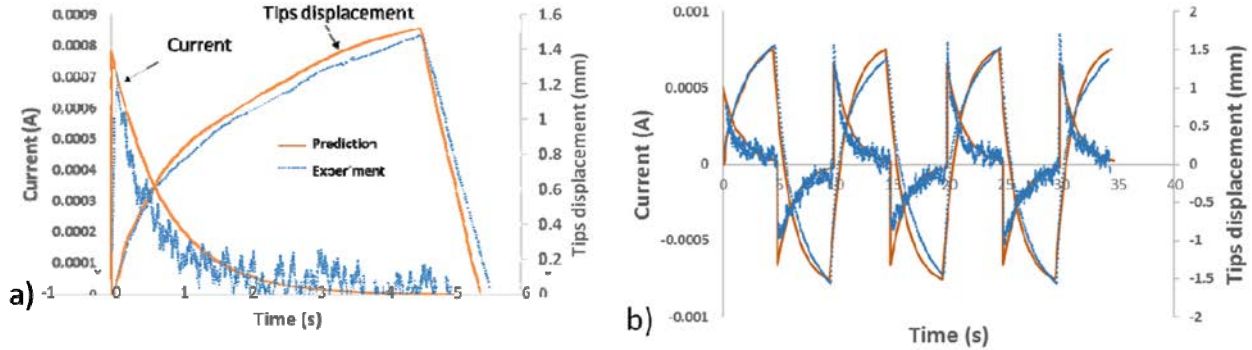 0.0009
0.0008
0.0007
0.0006
0.0005
0.0004
0.0003
0.0002
0.0001
0
Current (A)
Current
Tips displacement
Prediction
Experiment
1.6
1.4
1.2
1
0.8
0.6
0.4
0.2
0
Tips displacement (mm)
-1 0 1 2 3 4 5 6
Time (s)
a)
0.001
0.0005
0
-0.0005
-0.001
Current (A)
2
1.5
1
0.5
0
-0.5
-1
-1.5
-2
Tips displacement (mm)
0 5 10 15 20 25 30 35 40
Time (s)
b)